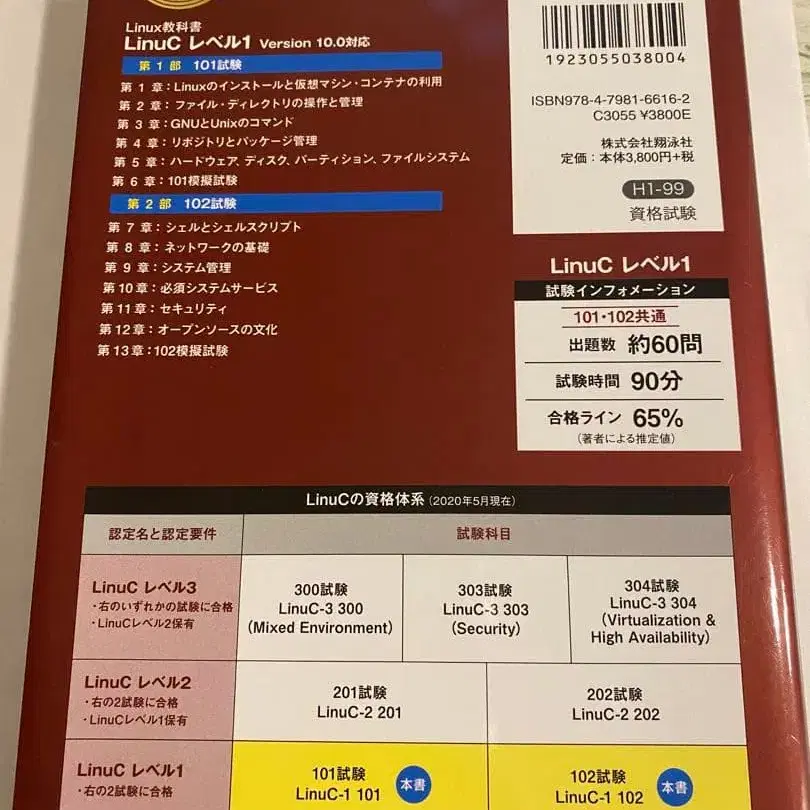 Linux教科書
LinuC レベル1 Version 10.0対応
第1部 101試験
第1章：Linuxのインストールと仮想マシン・コンテナの利用
第2章：ファイル・ディレクトリの操作と管理
第3章：GNUとUnixのコマンド
第4章：リポジトリとパッケージ管理
第5章：ハードウェア、ディスク、パーティション、ファイルシステム
第6章：101模擬試験
第2部 102試験
第7章：シェルとシェルスクリプト
第8章：ネットワークの基礎
第9章：システム管理
第10章：必須システムサービス
第11章：セキュリティ
第12章：オープンソースの文化
第13章：102模擬試験
1923055038004
ISBN978-4-7981-6616-2
C3055 ¥3800E
株式会社翔泳社
定価：本体3,800円+税
H1-99
資格試験
LinuC レベル1
試験インフォメーション
101・102共通
出題数 約60問
試験時間 90分
合格ライン 65%
（著者による推定値）
LinuCの資格体系（2020年5月現在）
認定名と認定要件 試験科目
LinuC レベル3
・右のいずれかの試験に合格
・LinuCレベル2保有
300試験
LinuC-3 300
（Mixed Environment）
303試験
LinuC-3 303
（Security）
304試験
LinuC-3 304
（Virtualization &
High Availability）
LinuC レベル2
・右の2試験に合格
・LinuCレベル1保有
201試験
LinuC-2 201
202試験
LinuC-2 202
LinuC レベル1
・右の2試験に合格
101試験
LinuC-1 101
本書
102試験
LinuC-1 102
本書